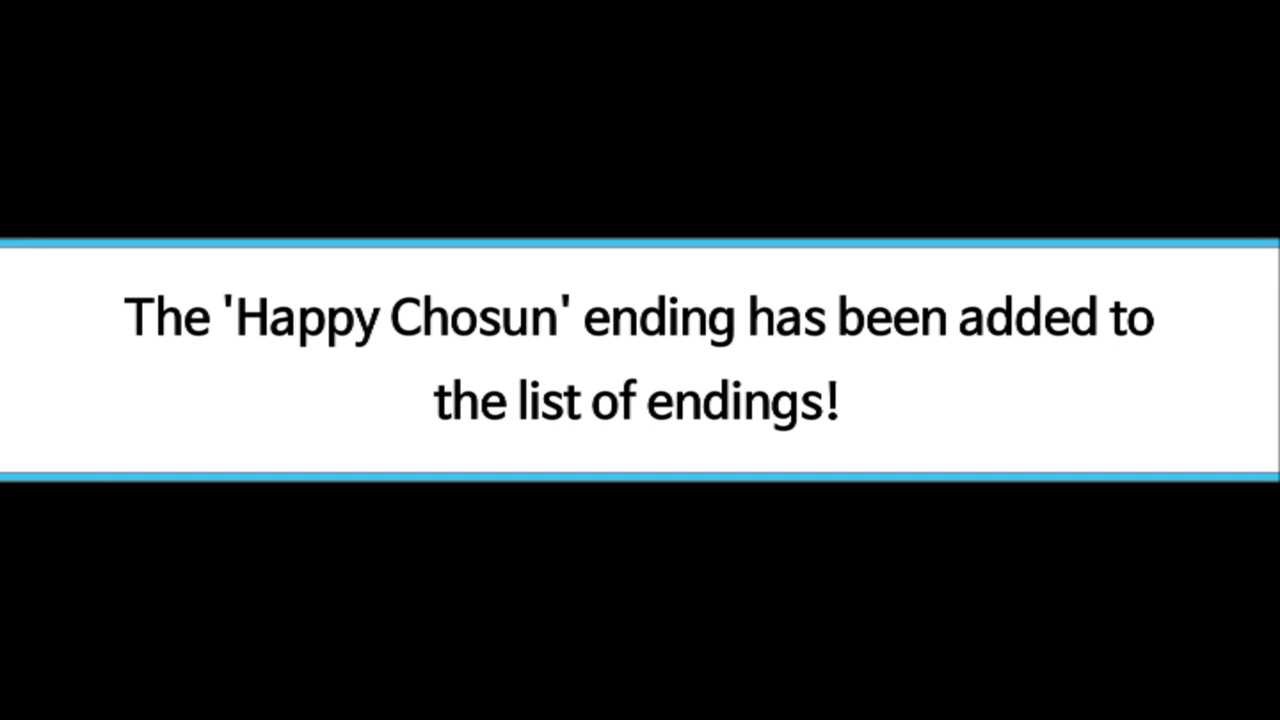 The 'Happy Chosun' ending has been added to
the list of endings!